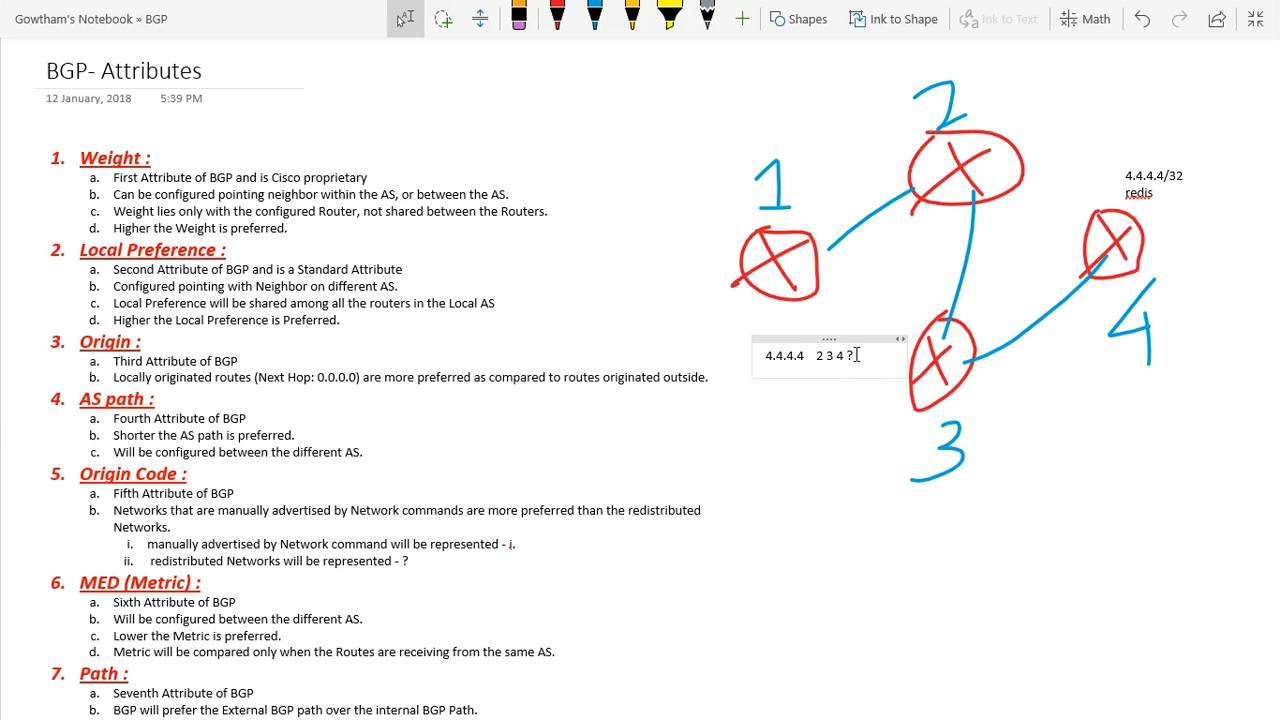 Gowtham's Notebook » BGP
Shapes
Ink to Shape
Ink to Text
Math
BGP- Attributes
12 January, 2018 5:39 PM
1. Weight :
a. First Attribute of BGP and is Cisco proprietary
b. Can be configured pointing neighbor within the AS, or between the AS.
c. Weight lies only with the configured Router, not shared between the Routers.
d. Higher the Weight is preferred.
2. Local Preference :
a. Second Attribute of BGP and is a Standard Attribute
b. Configured pointing with Neighbor on different AS.
c. Local Preference will be shared among all the routers in the Local AS
d. Higher the Local Preference is Preferred.
3. Origin :
a. Third Attribute of BGP
b. Locally originated routes (Next Hop: 0.0.0.0) are more preferred as compared to routes originated outside.
4. AS path :
a. Fourth Attribute of BGP
b. Shorter the AS path is preferred.
c. Will be configured between the different AS.
5. Origin Code :
a. Fifth Attribute of BGP
b. Networks that are manually advertised by Network commands are more preferred than the redistributed
Networks.
i. manually advertised by Network command will be represented - i.
ii. redistributed Networks will be represented - ?
6. MED (Metric) :
a. Sixth Attribute of BGP
b. Will be configured between the different AS.
c. Lower the Metric is preferred.
d. Metric will be compared only when the Routes are receiving from the same AS.
7. Path :
a. Seventh Attribute of BGP
b. BGP will prefer the External BGP path over the internal BGP Path.
2
1
4.4.4.4/32
redis
4
4.4.4.4 2 3 4 ?
3